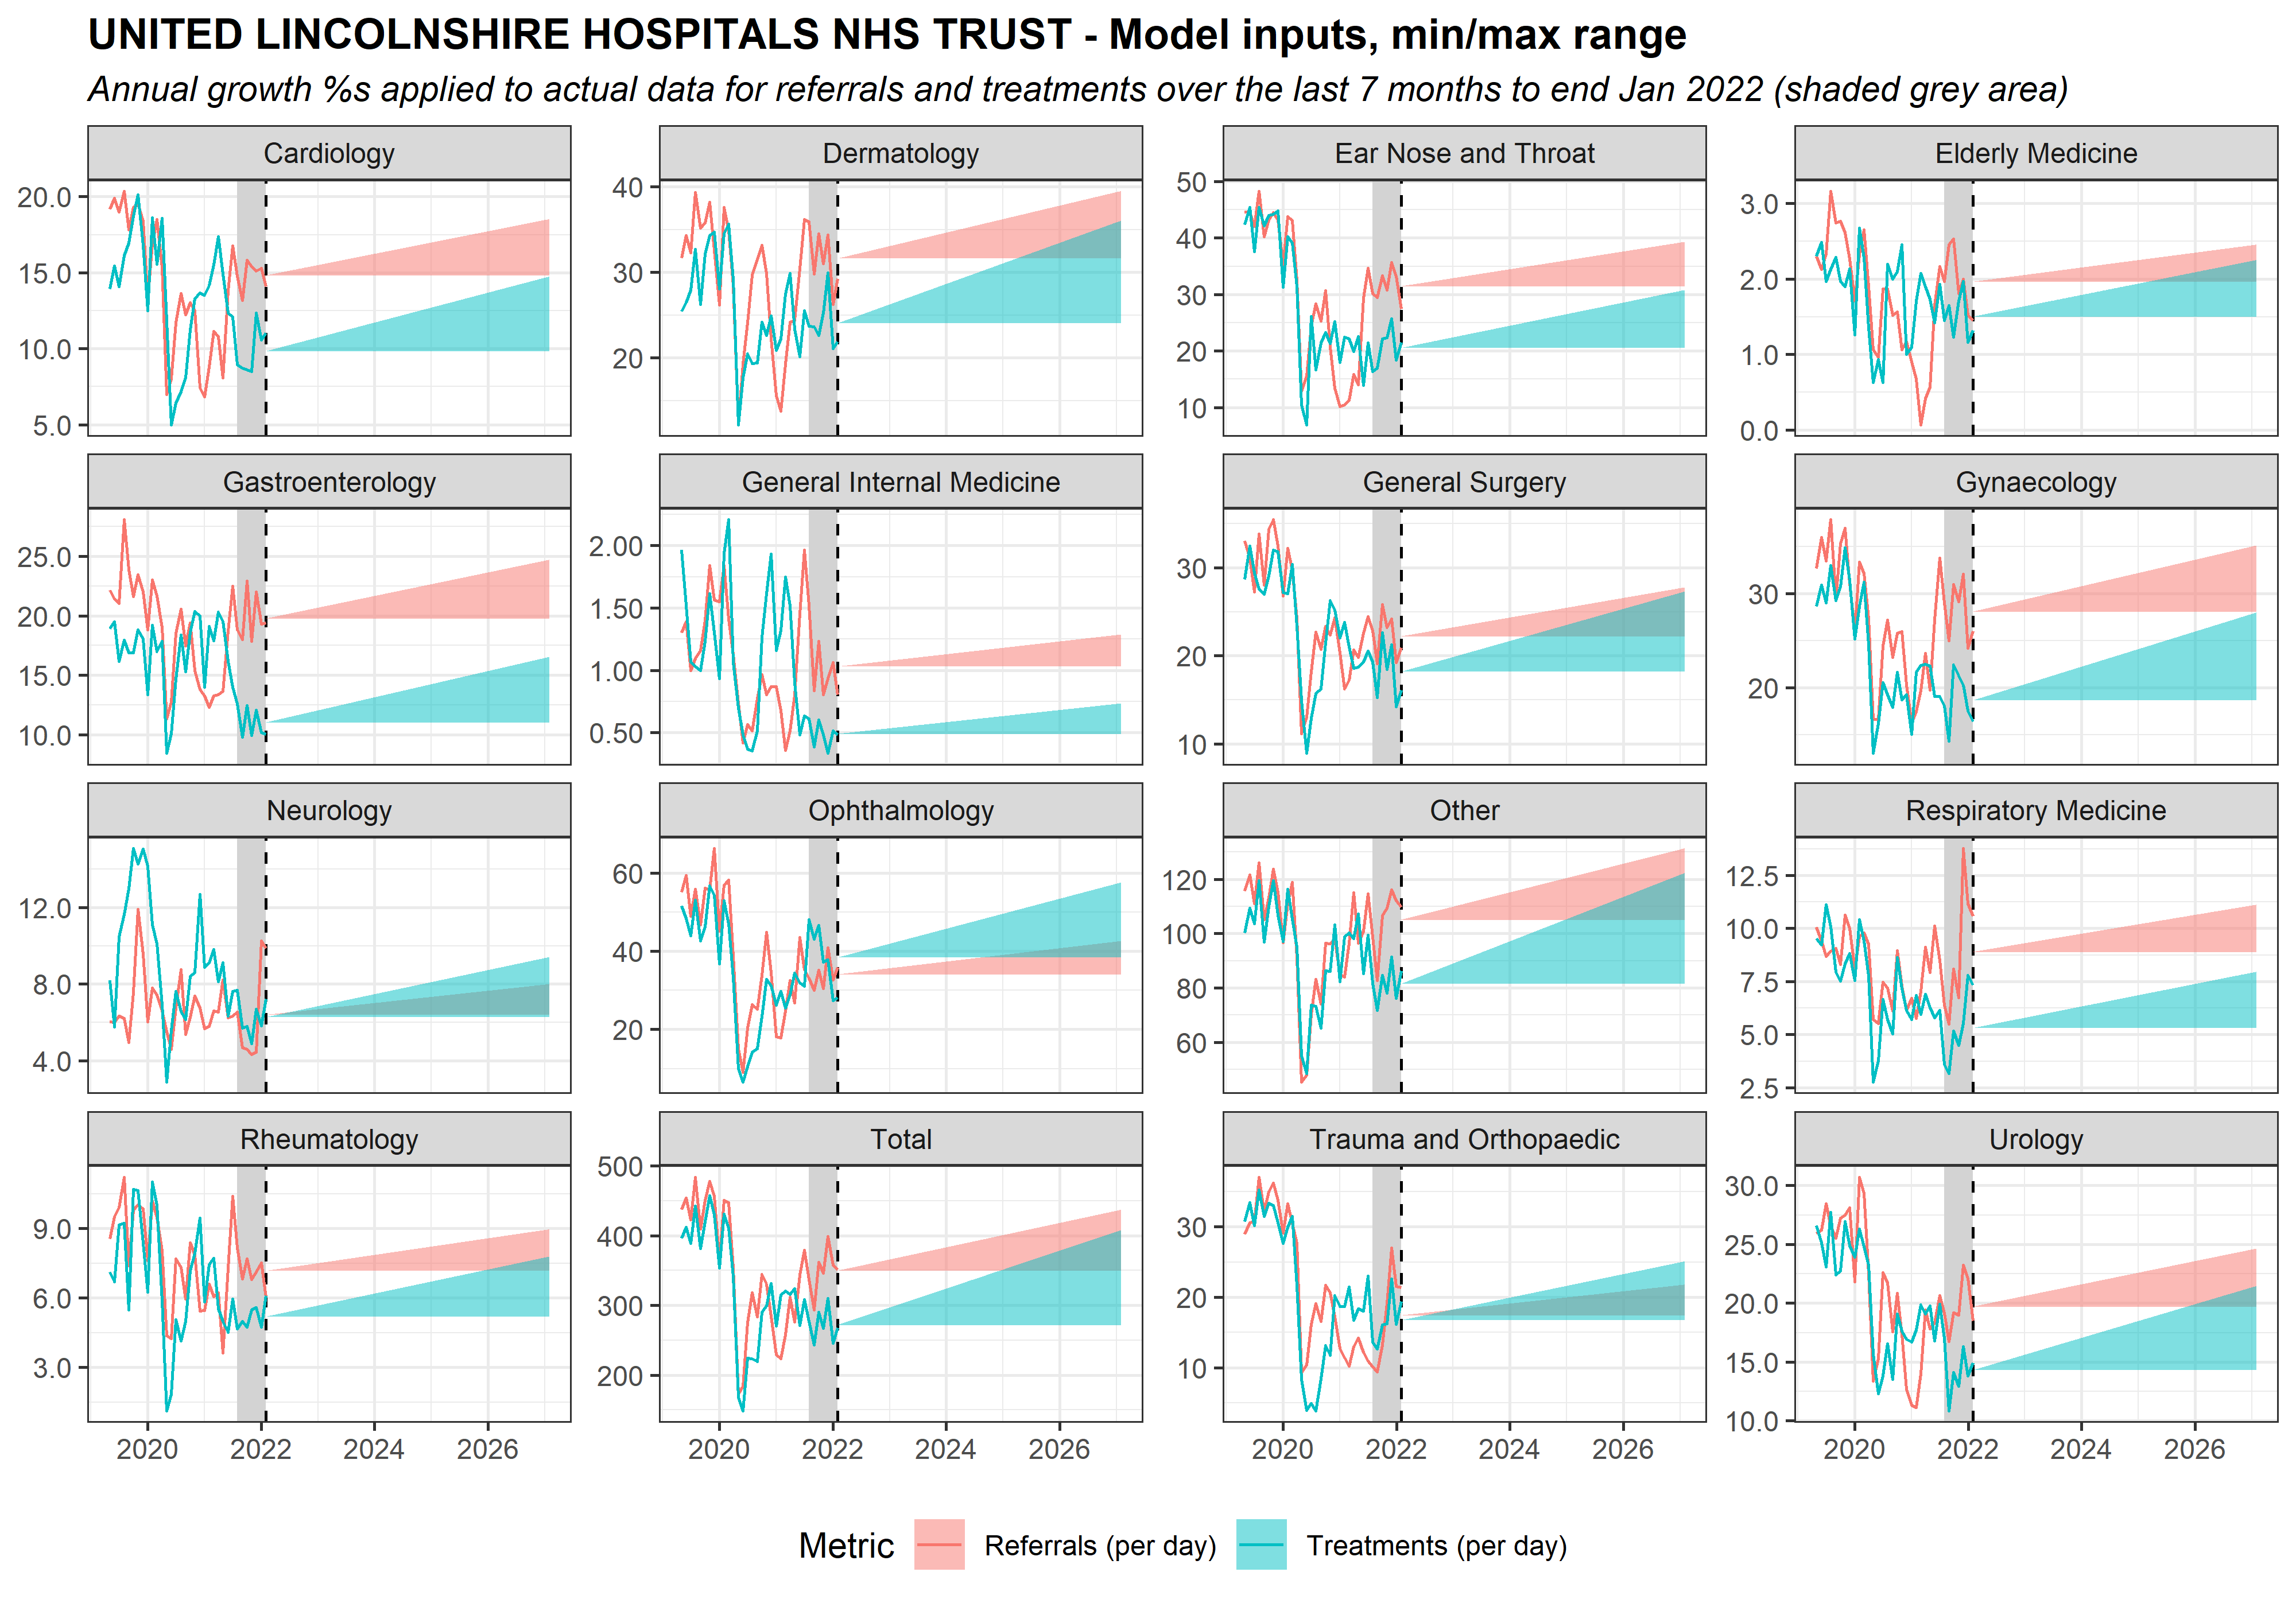 UNITED LINCOLNSHIRE HOSPITALS NHS TRUST - Model inputs, min/max range
Annual growth %s applied to actual data for referrals and treatments over the last 7 months to end Jan 2022 (shaded grey area)
Cardiology
20.0
15.0
10.0
5.0
Dermatology
40
30
20
Ear Nose and Throat
50
40
30
20
10
Elderly Medicine
3.0
2.0
1.0
0.0
Gastroenterology
25.0
20.0
15.0
10.0
General Internal Medicine
2.00
1.50
1.00
0.50
General Surgery
30
20
10
Gynaecology
30
20
Neurology
12.0
8.0
4.0
Ophthalmology
60
40
20
Other
120
100
80
60
Respiratory Medicine
12.5
10.0
7.5
5.0
2.5
Rheumatology
9.0
6.0
3.0
2020 2022 2024 2026
Total
500
400
300
200
2020 2022 2024 2026
Trauma and Orthopaedic
30
20
10
2020 2022 2024 2026
Urology
30.0
25.0
20.0
15.0
10.0
2020 2022 2024 2026
Metric Referrals (per day) Treatments (per day)